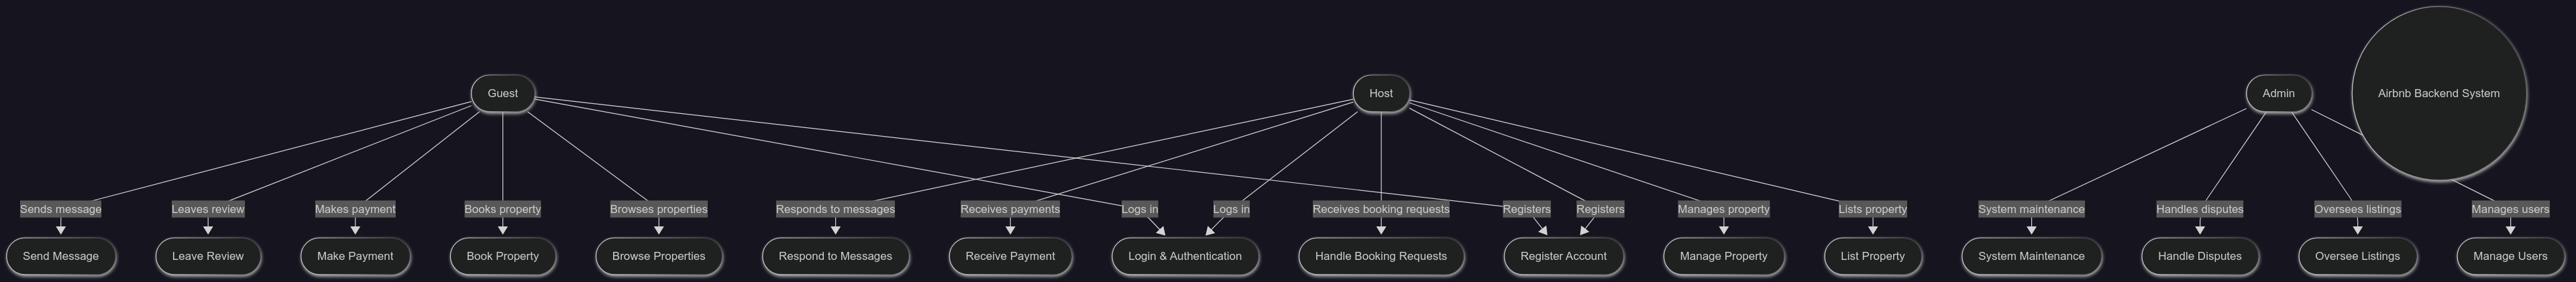 Guest
Host
Admin
Airbnb Backend System
Sends message
Leaves review
Makes payment
Books property
Browses properties
Responds to messages
Receives payments
Logs in
Logs in
Receives booking requests
Registers
Registers
Manages property
Lists property
System maintenance
Handles disputes
Oversees listings
Manages users
Send Message
Leave Review
Make Payment
Book Property
Browse Properties
Respond to Messages
Receive Payment
Login & Authentication
Handle Booking Requests
Register Account
Manage Property
List Property
System Maintenance
Handle Disputes
Oversee Listings
Manage Users